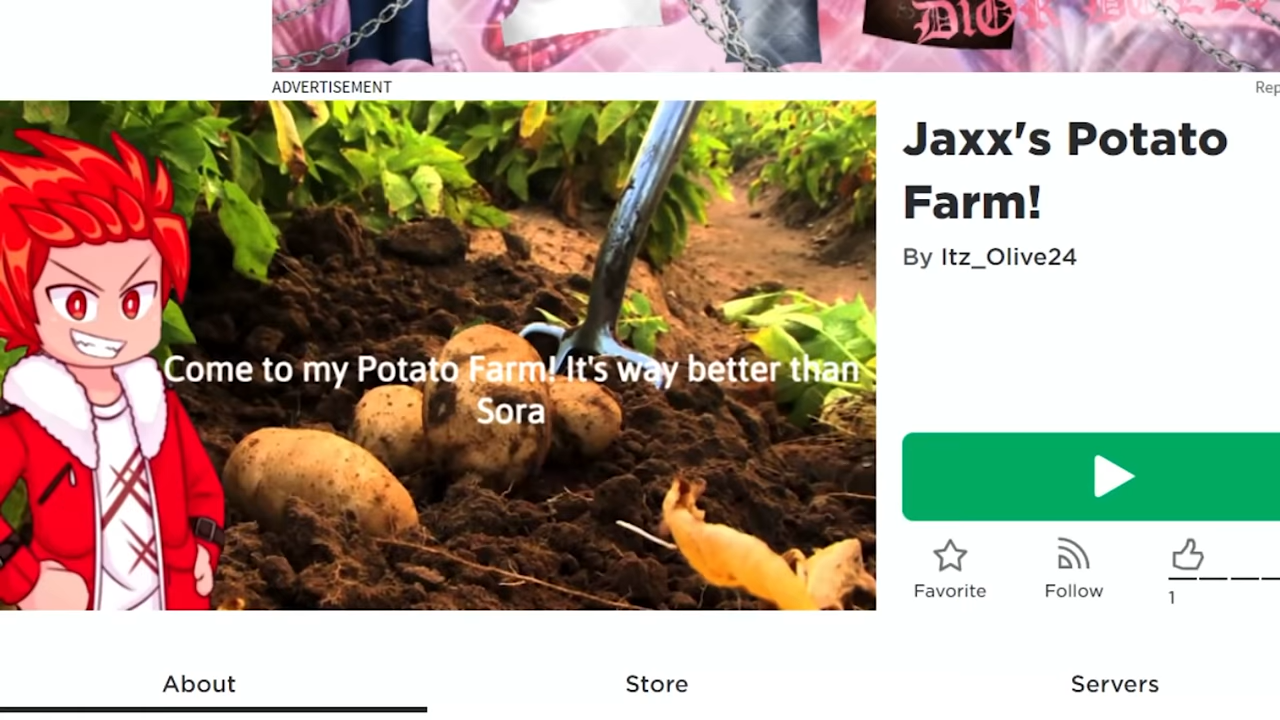 DIOR
ADVERTISEMENT
Rep
Jaxx's Potato
Farm!
By Itz_Olive24
Come to my Potato Farm! It's way better than
Sora
Favorite
Follow
1
About
Store
Servers